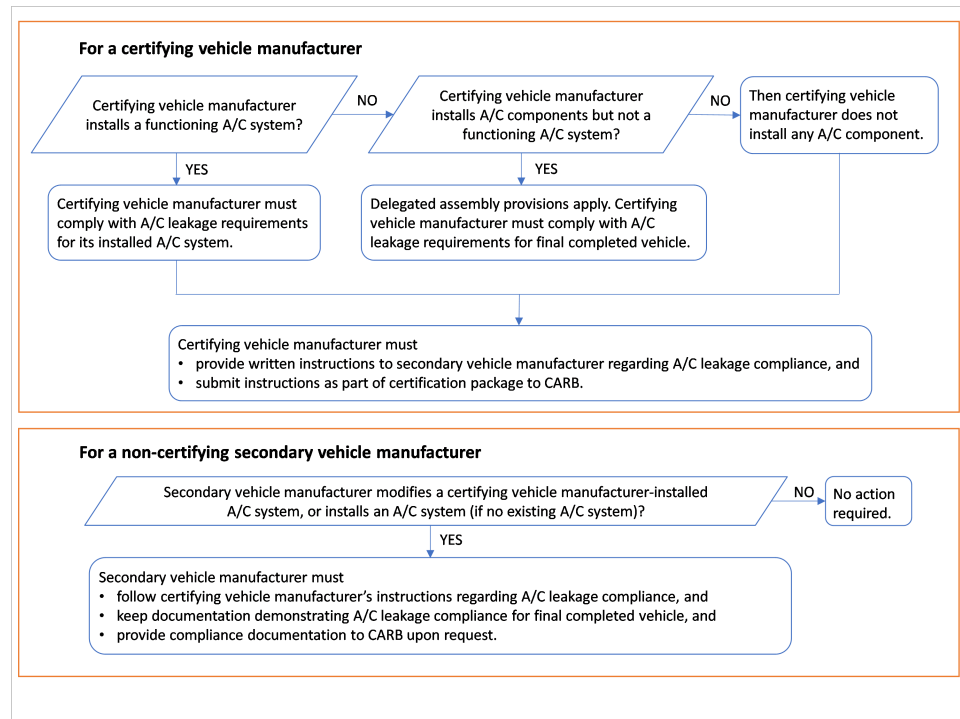 For a certifying vehicle manufacturer
Certifying vehicle manufacturer
installs a functioning A/C system?
NO
Certifying vehicle manufacturer
installs A/C components but not a
functioning A/C system?
NO
Then certifying vehicle
manufacturer does not
install any A/C component.
YES
YES
Certifying vehicle manufacturer must
comply with A/C leakage requirements
for its installed A/C system.
Delegated assembly provisions apply. Certifying
vehicle manufacturer must comply with A/C
leakage requirements for final completed vehicle.
Certifying vehicle manufacturer must
• provide written instructions to secondary vehicle manufacturer regarding A/C leakage compliance, and
• submit instructions as part of certification package to CARB.
For a non-certifying secondary vehicle manufacturer
Secondary vehicle manufacturer modifies a certifying vehicle manufacturer-installed
A/C system, or installs an A/C system (if no existing A/C system)?
NO
No action
required.
YES
Secondary vehicle manufacturer must
• follow certifying vehicle manufacturer's instructions regarding A/C leakage compliance, and
• keep documentation demonstrating A/C leakage compliance for final completed vehicle, and
• provide compliance documentation to CARB upon request.